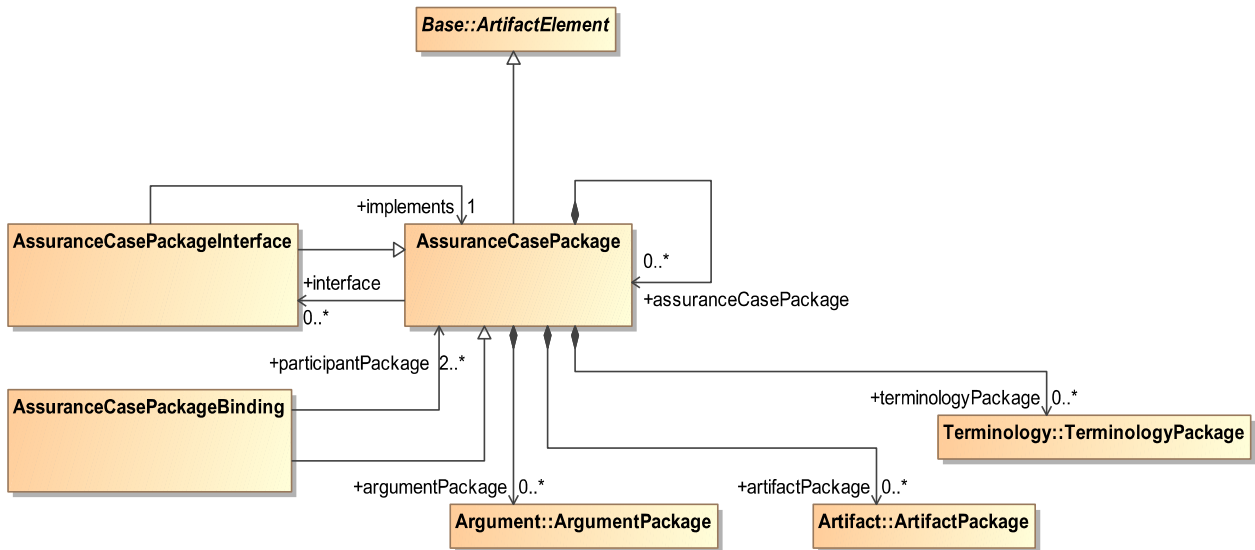 Base::ArtifactElement
+implements 1
AssuranceCasePackageInterface
AssuranceCasePackage
0..*
+interface
+assuranceCasePackage
0..*
+participantPackage 2..*
+terminologyPackage 0..*
AssuranceCasePackageBinding
Terminology::TerminologyPackage
+argumentPackage 0..*
+artifactPackage 0..*
Argument::ArgumentPackage
Artifact::ArtifactPackage